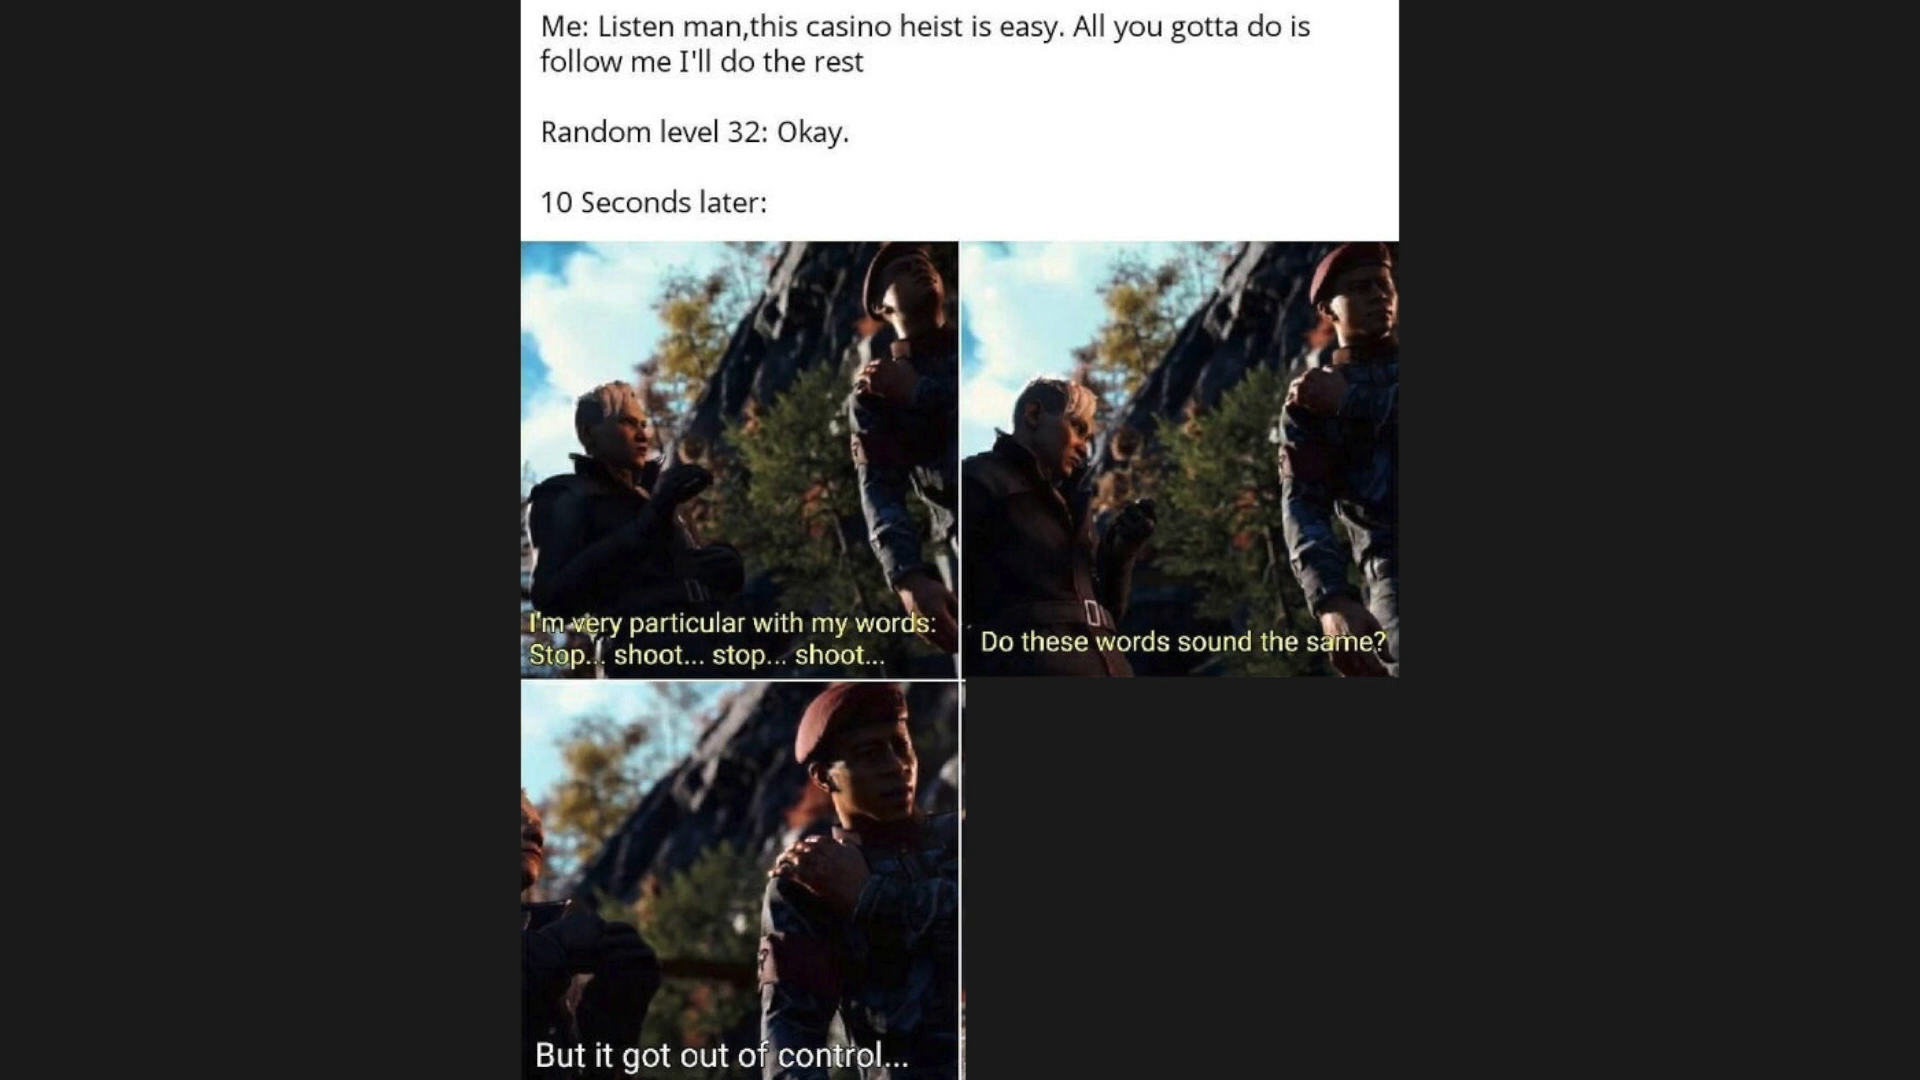 Me: Listen man,this casino heist is easy. All you gotta do is
follow me I'll do the rest
Random level 32: Okay.
10 Seconds later:
I'm very particular with my words:
Stop... shoot... stop... shoot...
Do these words sound the same?
But it got out of control...